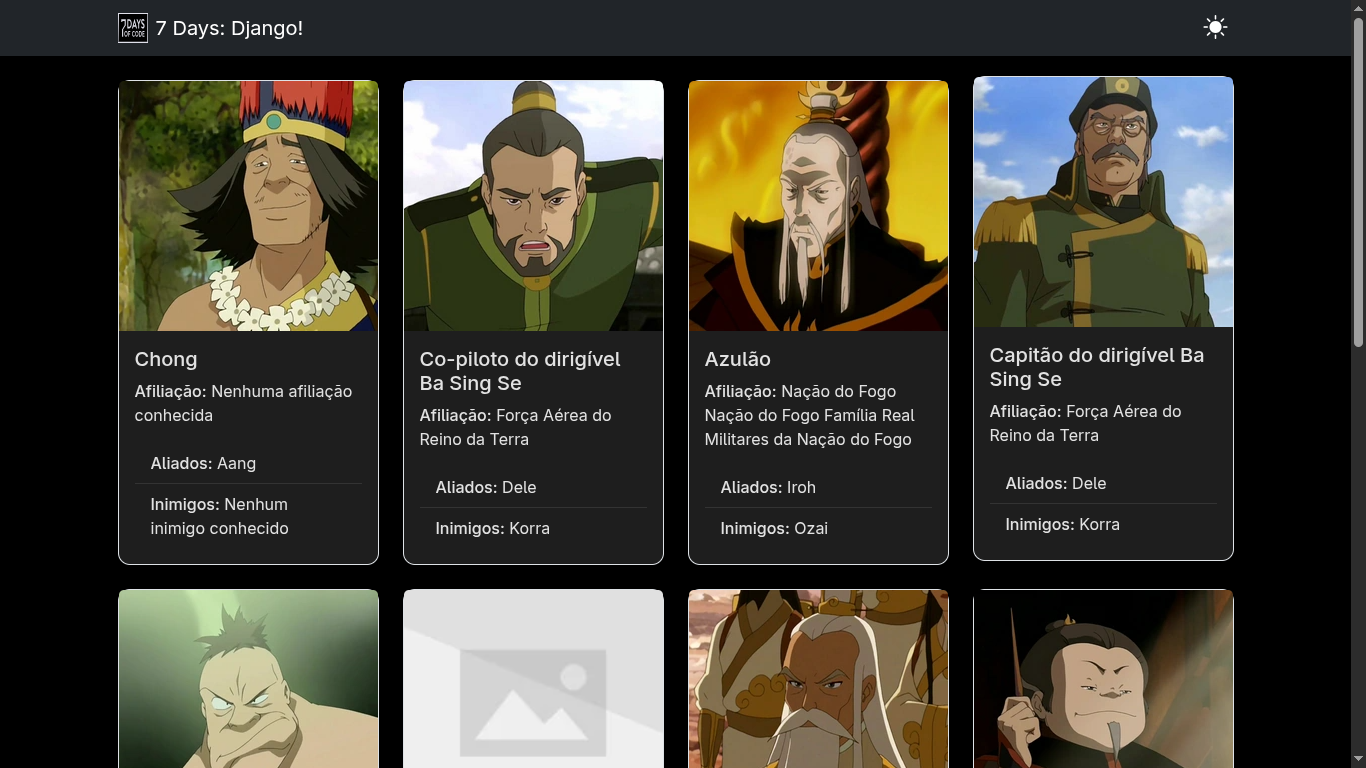 7DAYS
OF CODE
7 Days: Django!
Chong
Afiliação: Nenhuma afiliação
conhecida
Aliados: Aang
Inimigos: Nenhum
inimigo conhecido
Co-piloto do dirigível
Ba Sing Se
Afiliação: Força Aérea do
Reino da Terra
Aliados: Dele
Inimigos: Korra
Azulão
Afiliação: Nação do Fogo
Nação do Fogo Família Real
Militares da Nação do Fogo
Aliados: Iroh
Inimigos: Ozai
Capitão do dirigível Ba
Sing Se
Afiliação: Força Aérea do
Reino da Terra
Aliados: Dele
Inimigos: Korra